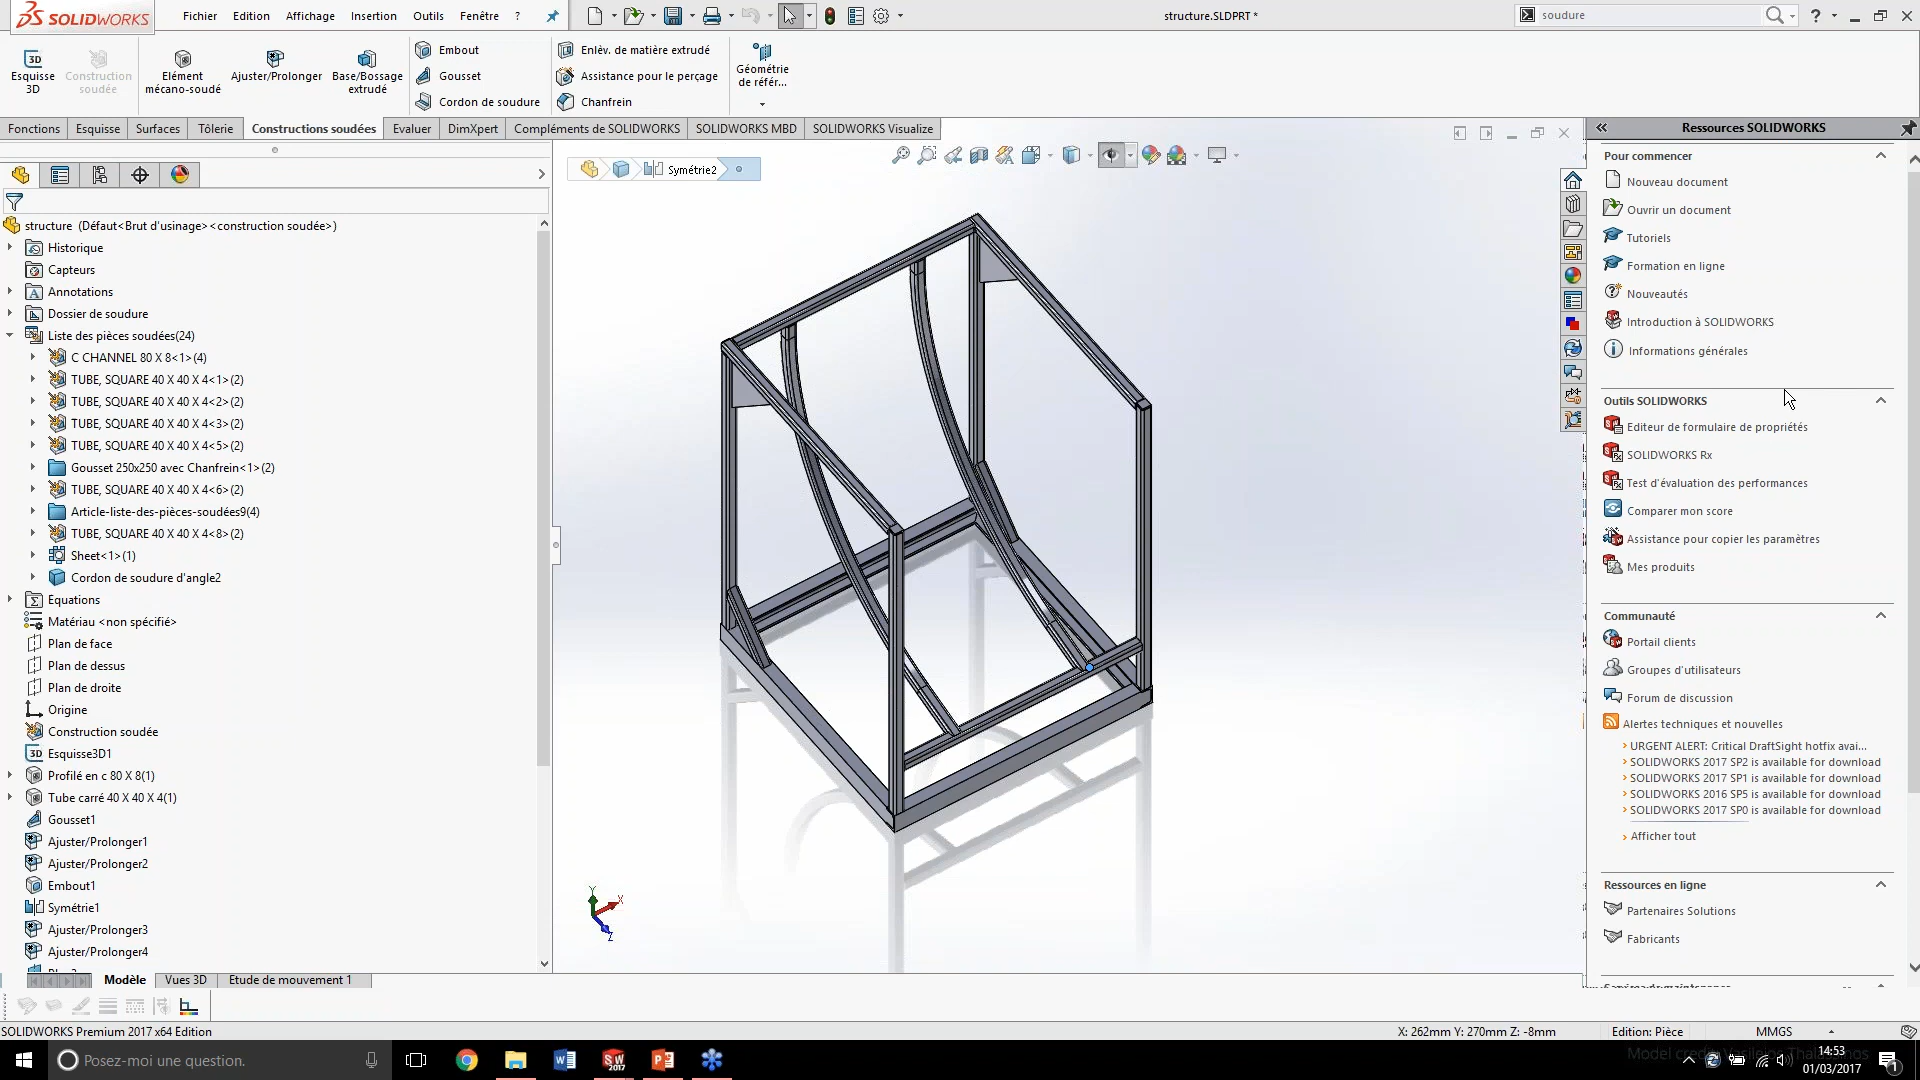 SOLIDWORKS
Fichier Edition Affichage Insertion Outils Fenêtre ?
structure.SLDPRT *
soudure
Esquisse 3D
Construction soudée
Elément mécano-soudé
Ajuster/Prolonger
Base/Bossage extrudé
Embout
Gousset
Cordon de soudure
Enlèv. de matière extrudé
Assistance pour le perçage
Chanfrein
Géométrie de référ...
Fonctions Esquisse Surfaces Tôlerie Constructions soudées Evaluer DimXpert Compléments de SOLIDWORKS SOLIDWORKS MBD SOLIDWORKS Visualize
Symétrie2
structure (Défaut<Brut d'usinage><construction soudée>)
Historique
Capteurs
Annotations
Dossier de soudure
Liste des pièces soudées(24)
C CHANNEL 80 X 8<1>(4)
TUBE, SQUARE 40 X 40 X 4<1>(2)
TUBE, SQUARE 40 X 40 X 4<2>(2)
TUBE, SQUARE 40 X 40 X 4<3>(2)
TUBE, SQUARE 40 X 40 X 4<5>(2)
Gousset 250x250 avec Chanfrein<1>(2)
TUBE, SQUARE 40 X 40 X 4<6>(2)
Article-liste-des-pièces-soudées9(4)
TUBE, SQUARE 40 X 40 X 4<8>(2)
Sheet<1>(1)
Cordon de soudure d'angle2
Equations
Matériau <non spécifié>
Plan de face
Plan de dessus
Plan de droite
Origine
Construction soudée
Esquisse3D1
Profilé en c 80 X 8(1)
Tube carré 40 X 40 X 4(1)
Gousset1
Ajuster/Prolonger1
Ajuster/Prolonger2
Embout1
Symétrie1
Ajuster/Prolonger3
Ajuster/Prolonger4
Y
X
Z
Modèle Vues 3D Etude de mouvement 1
Ressources SOLIDWORKS
Pour commencer
Nouveau document
Ouvrir un document
Tutoriels
Formation en ligne
Nouveautés
Introduction à SOLIDWORKS
Informations générales
Outils SOLIDWORKS
Editeur de formulaire de propriétés
SOLIDWORKS Rx
Test d'évaluation des performances
Comparer mon score
Assistance pour copier les paramètres
Mes produits
Communauté
Portail clients
Groupes d'utilisateurs
Forum de discussion
Alertes techniques et nouvelles
URGENT ALERT: Critical DraftSight hotfix avai...
SOLIDWORKS 2017 SP2 is available for download
SOLIDWORKS 2017 SP1 is available for download
SOLIDWORKS 2016 SP5 is available for download
SOLIDWORKS 2017 SP0 is available for download
Afficher tout
Ressources en ligne
Partenaires Solutions
Fabricants
SOLIDWORKS Premium 2017 x64 Edition
X: 262mm Y: 270mm Z: -8mm
Edition: Pièce
MMGS
Posez-moi une question.
14:53
01/03/2017